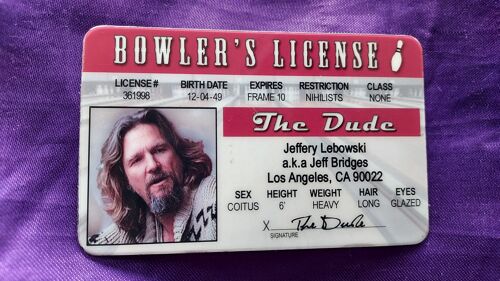 BOWLER'S LICENSE
LICENSE# BIRTH DATE EXPIRES RESTRICTION CLASS
361998 12-04-49 FRAME 10 NIHILISTS NONE
The Dude
Jeffery Lebowski
a.k.a Jeff Bridges
Los Angeles, CA 90022
SEX HEIGHT WEIGHT HAIR EYES
COITUS 6' HEAVY LONG GLAZED
X The Dude
SIGNATURE